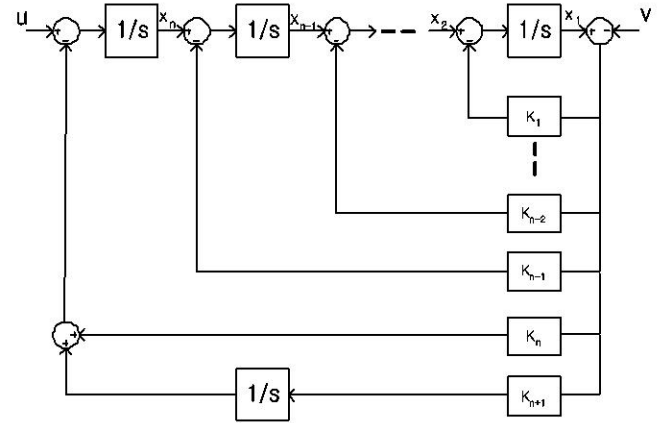 u
1/s
xₙ
1/s
xₙ₋₁
x₂
1/s
x₁
v
K₁
Kₙ₋₂
Kₙ₋₁
Kₙ
1/s
Kₙ₊₁